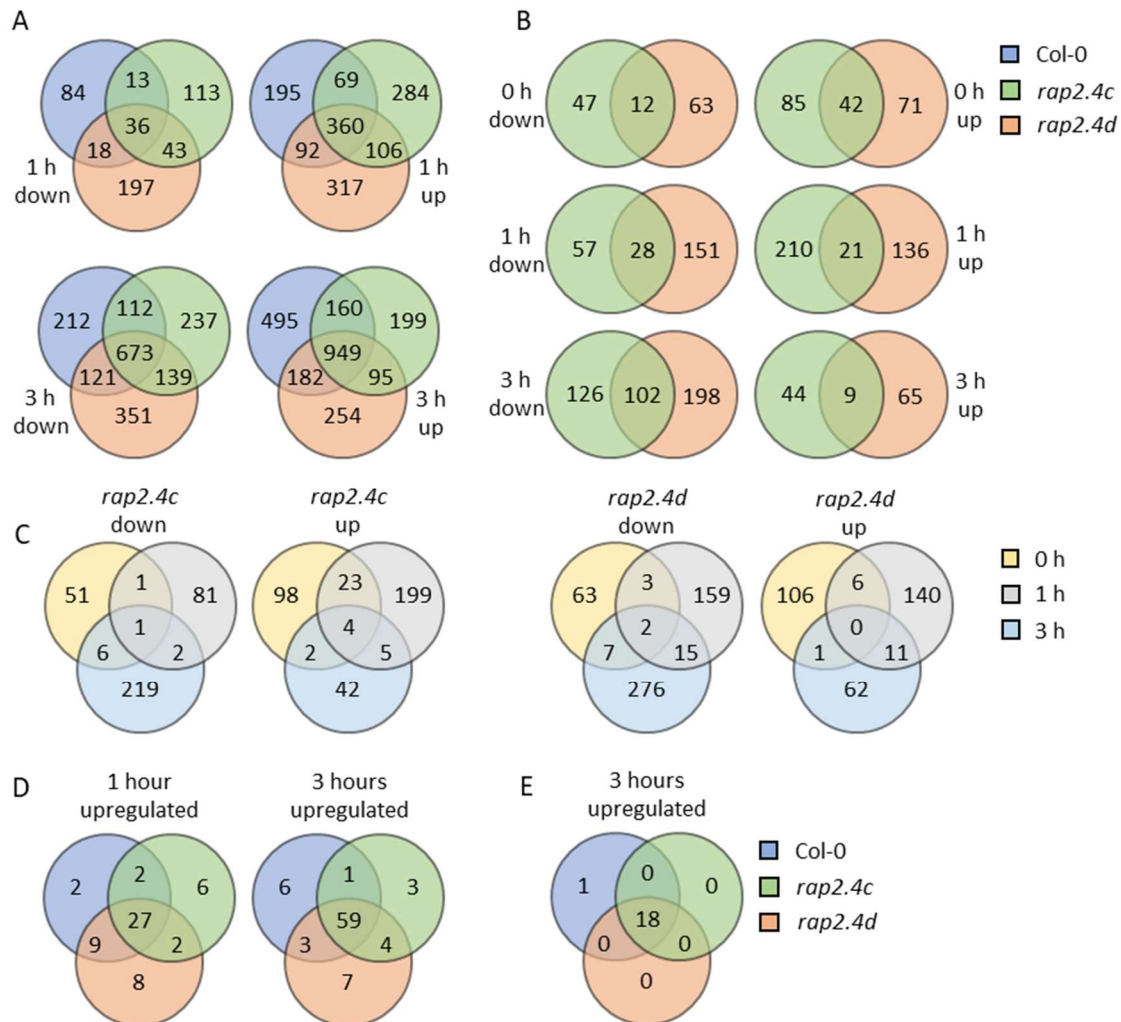 A
B
84
13
113
36
18
43
197
1 h
down
195
69
284
360
92
106
317
1 h
up
212
112
237
673
121
139
351
3 h
down
495
160
199
949
182
95
254
3 h
up
0 h
down
47
12
63
85
42
71
0 h
up
Col-0
rap2.4c
rap2.4d
1 h
down
57
28
151
210
21
136
1 h
up
3 h
down
126
102
198
44
9
65
3 h
up
C
rap2.4c
down
51
1
81
1
6
2
219
rap2.4c
up
98
23
199
4
2
5
42
rap2.4d
down
63
3
159
2
7
15
276
rap2.4d
up
106
6
140
0
1
11
62
0 h
1 h
3 h
D
1 hour
upregulated
2
2
6
27
9
2
8
3 hours
upregulated
6
1
3
59
3
4
7
E
3 hours
upregulated
1
0
0
18
0
0
0
Col-0
rap2.4c
rap2.4d